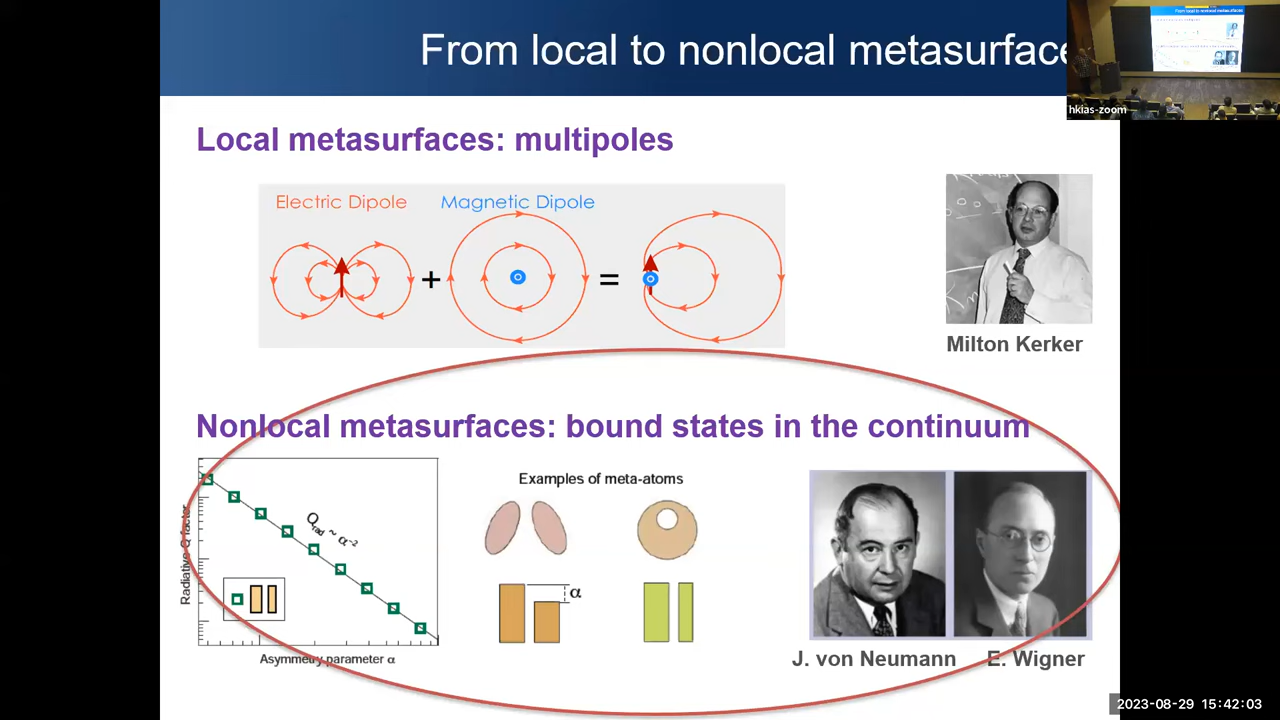 From local to nonlocal metasurface
hkias-zoom
Local metasurfaces: multipoles
Electric Dipole
Magnetic Dipole
+
=
Milton Kerker
Nonlocal metasurfaces: bound states in the continuum
Radiative Q factor
Qrad ~ α-2
Asymmetry parameter α
Examples of meta-atoms
α
J. von Neumann
E. Wigner
2023-08-29 15:42:03